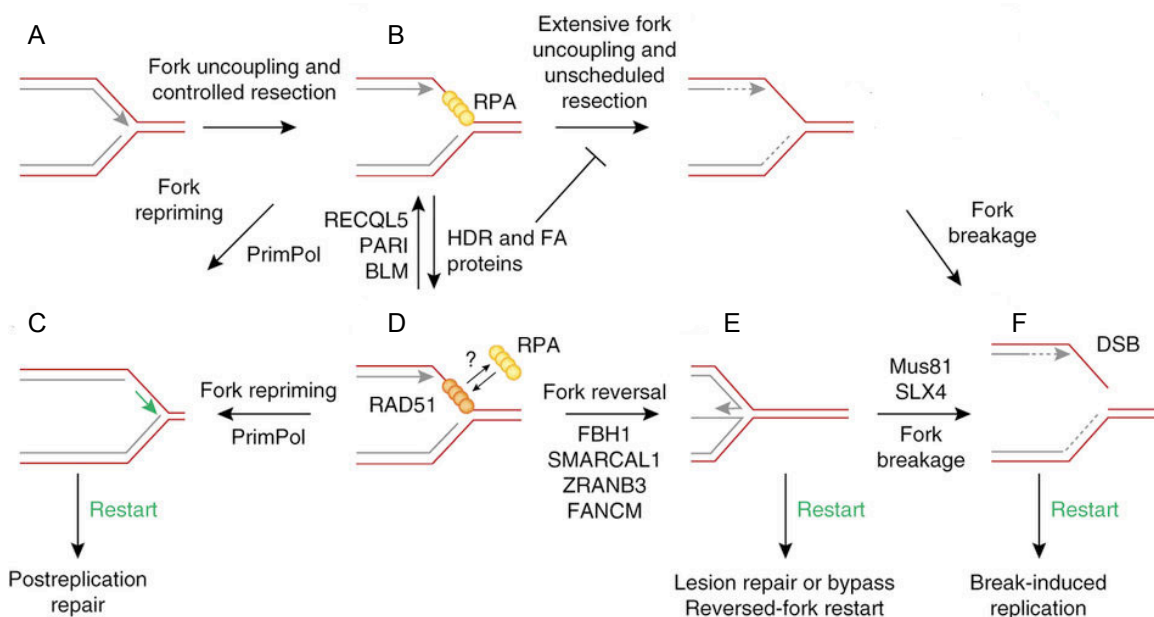 A
B
Extensive fork
uncoupling and
unscheduled
resection
Fork uncoupling and
controlled resection
RPA
Fork
repriming
PrimPol
RECQL5
PARI
BLM
HDR and FA
proteins
Fork
breakage
C
D
E
F
RPA
?
RAD51
DSB
Fork repriming
PrimPol
Fork reversal
FBH1
SMARCAL1
ZRANB3
FANCM
Mus81
SLX4
Fork
breakage
Restart
Restart
Restart
Postreplication
repair
Lesion repair or bypass
Reversed-fork restart
Break-induced
replication